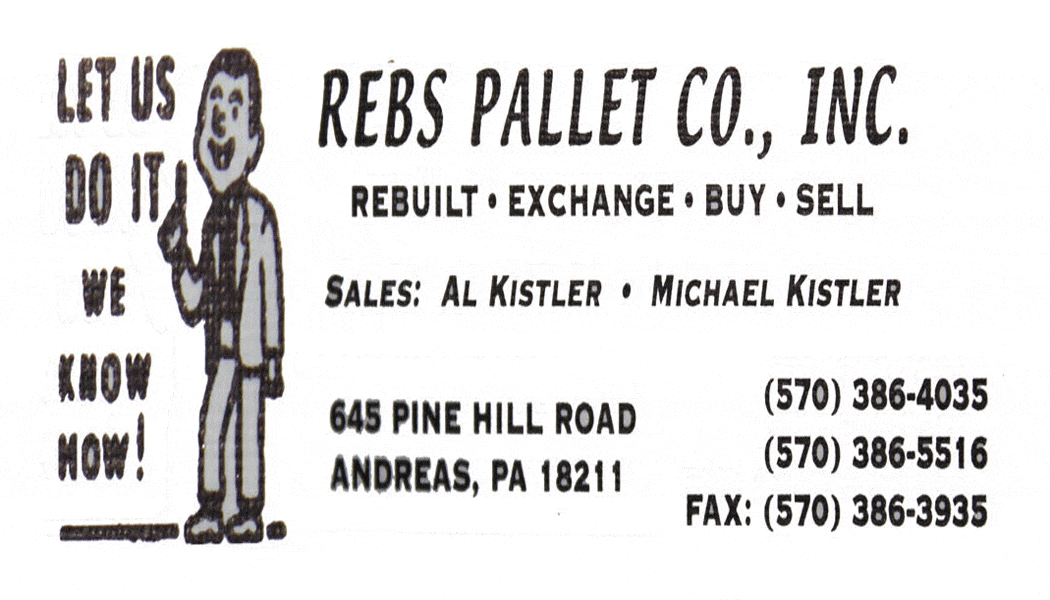 LET US
DO IT
WE
KNOW
HOW!
REBS PALLET CO., INC.
REBUILT • EXCHANGE • BUY • SELL
SALES: AL KISTLER • MICHAEL KISTLER
645 PINE HILL ROAD
ANDREAS, PA 18211
(570) 386-4035
(570) 386-5516
FAX: (570) 386-3935